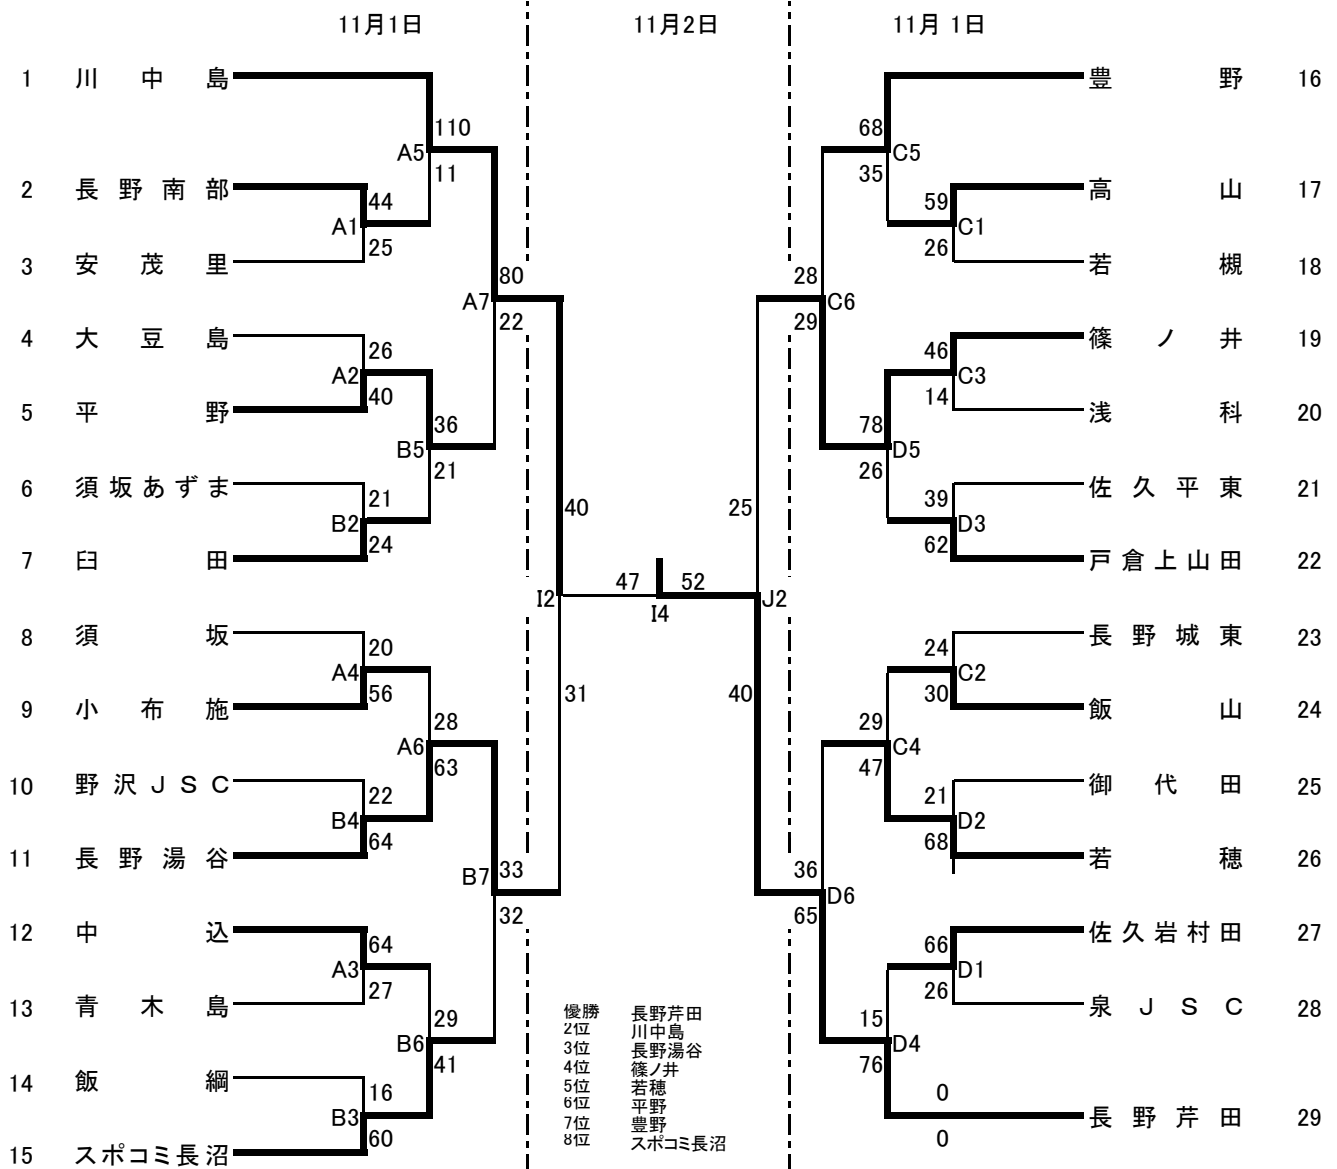 11月1日 11月2日 11月 1日
1 川中島 豊野 16
110 68
A5 C5
11 35
2 長野南部 高山 17
44 59
A1 C1
25 26
3 安茂里 若槻 18
80 28
A7 C6
22 29
4 大豆島 篠ノ井 19
26 46
A2 C3
40 14
5 平野 浅科 20
36 78
B5 D5
21 26
6 須坂あずま 佐久平東 21
21 40 25 39
B2 D3
24 62
7 臼田 戸倉上山田 22
47 52
I2 I4 J2
8 須坂 長野城東 23
20 24
A4 C2
56 31 40 30
9 小布施 飯山 24
28 29
A6 C4
63 47
10 野沢JSC 御代田 25
22 21
B4 D2
64 68
11 長野湯谷 若穂 26
33 36
B7 D6
32 65
12 中込 佐久岩村田 27
64 66
A3 D1
27 26
13 青木島 泉JSC 28
29 15
B6 D4
41 76
14 飯綱
16 0
B3
60 0
長野芹田 29
15 スポコミ長沼
優勝 長野芹田
2位 川中島
3位 長野湯谷
4位 篠ノ井
5位 若穂
6位 平野
7位 豊野
8位 スポコミ長沼